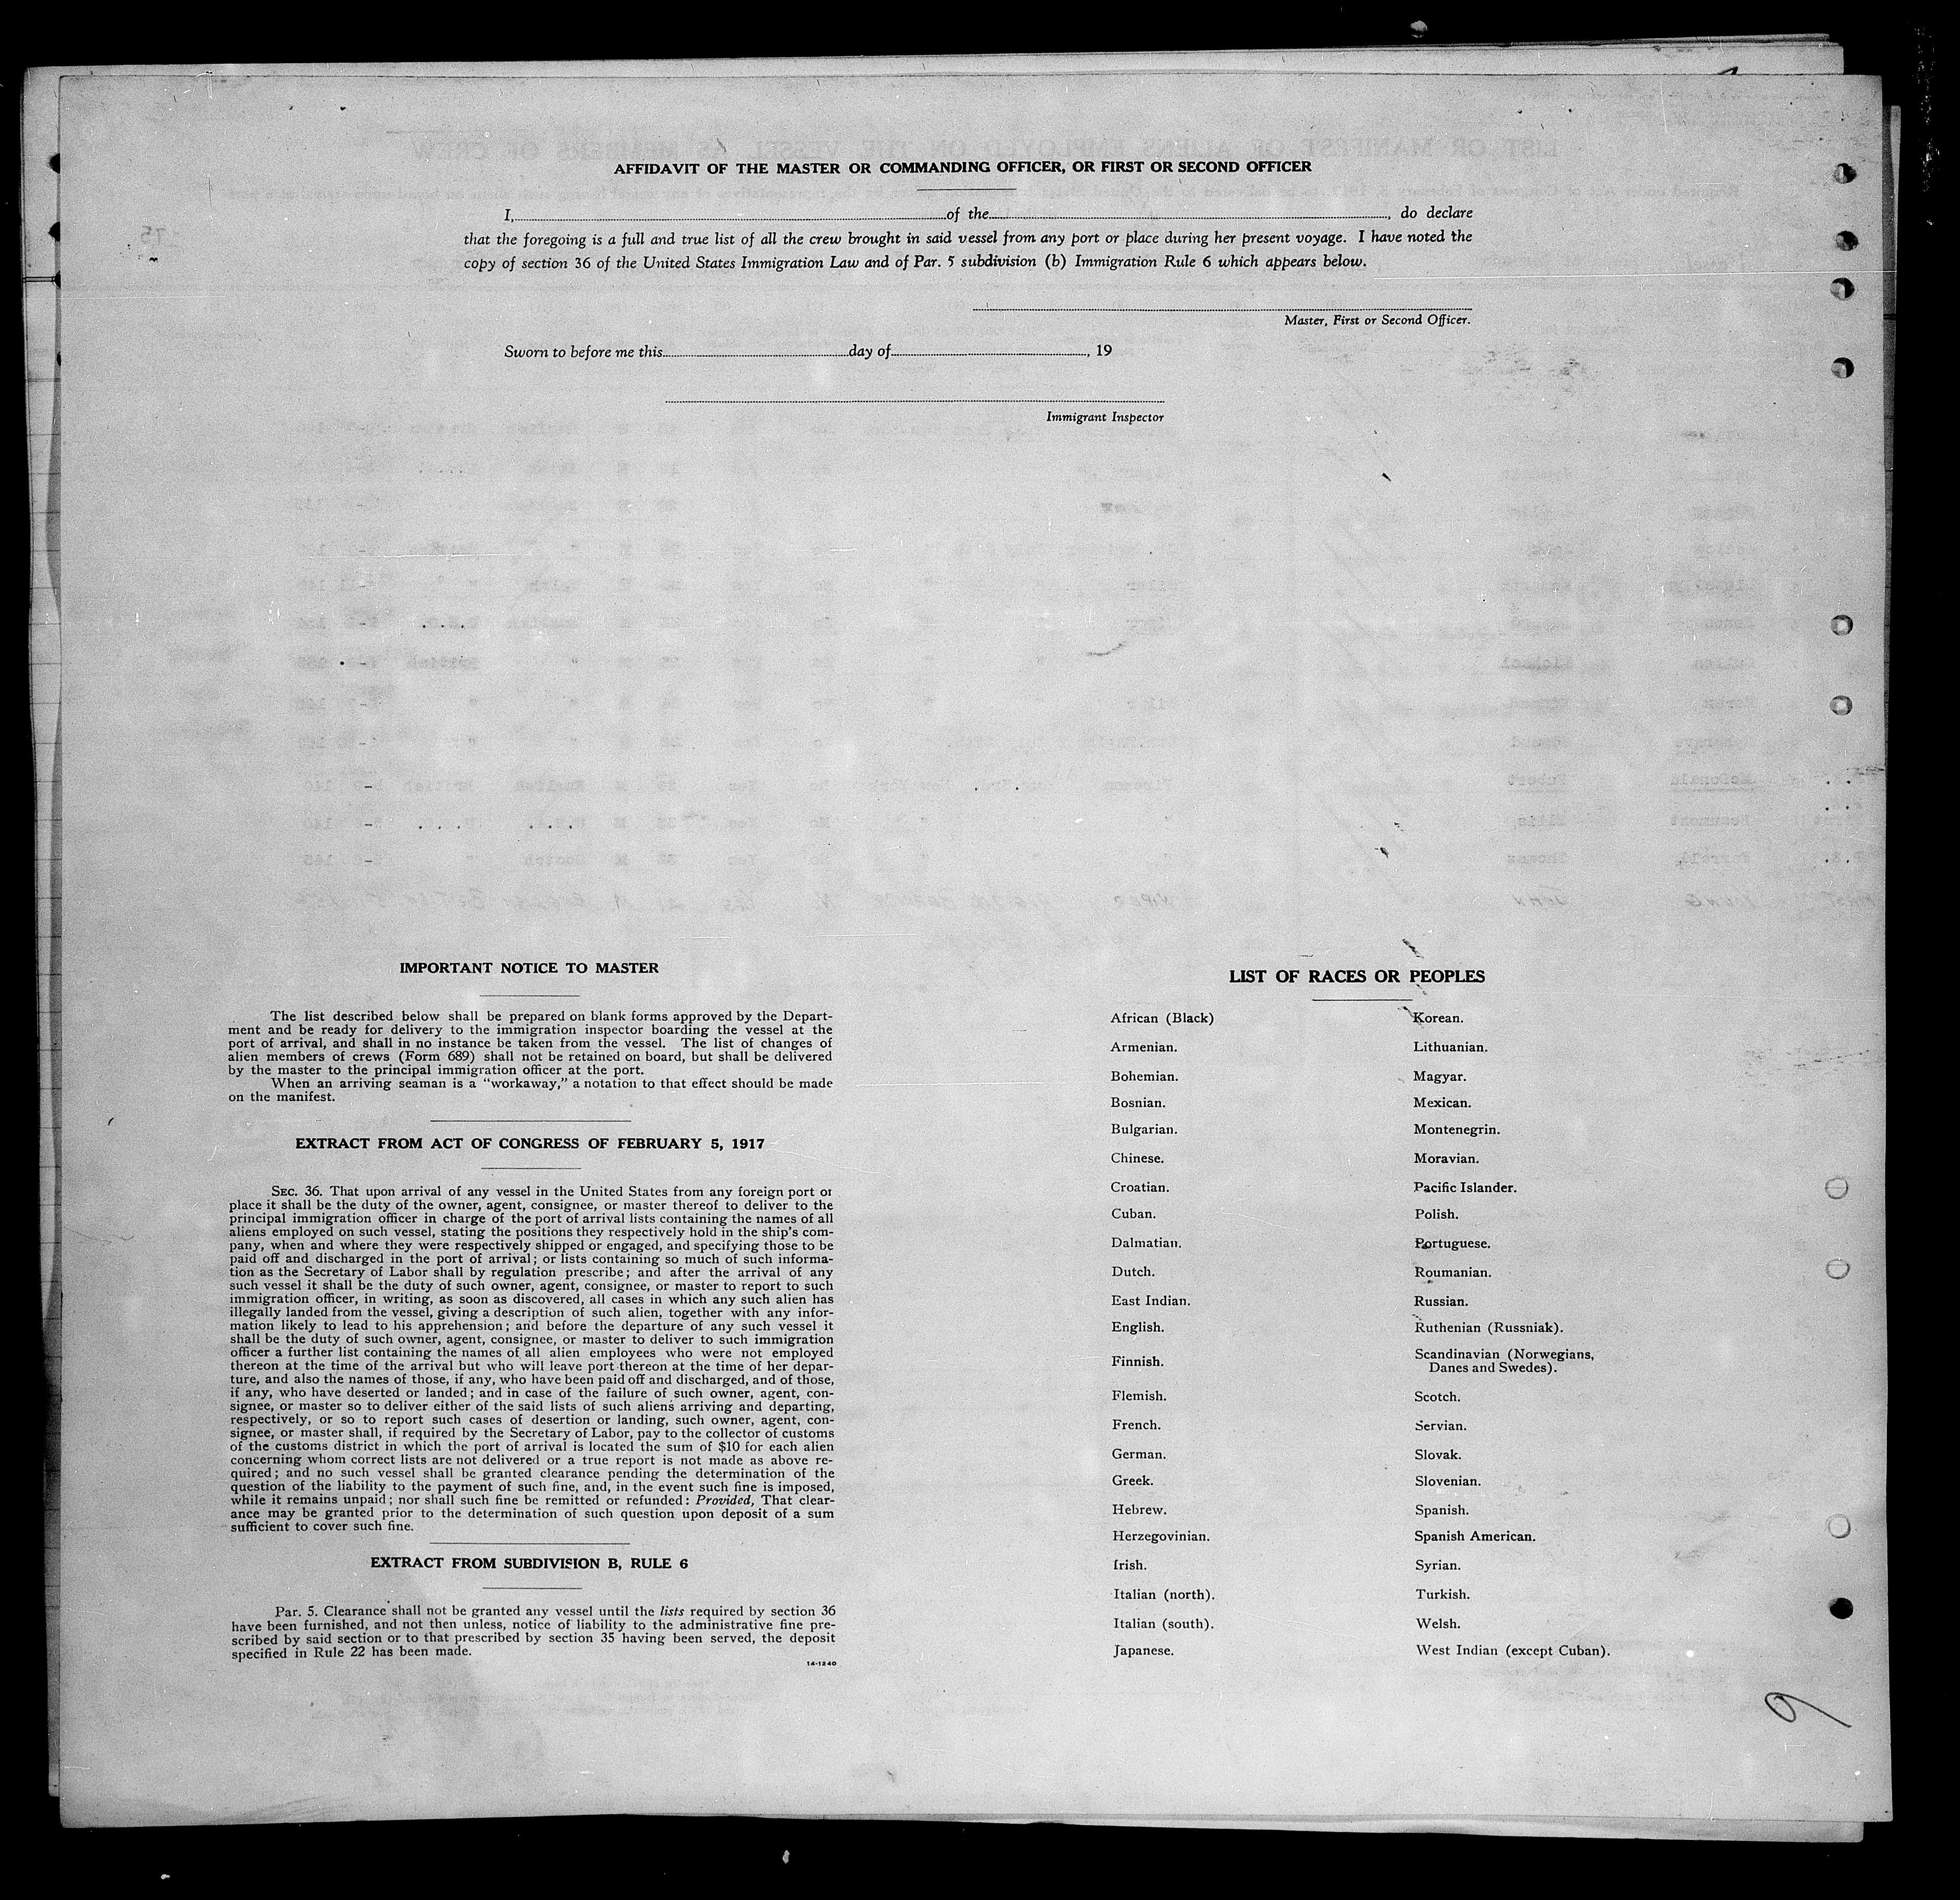 AFFIDAVIT OF THE MASTER OR COMMANDING OFFICER, OR FIRST OR SECOND OFFICER
I, of the , do declare
that the foregoing is a full and true list of all the crew brought in said vessel from any port or place during her present voyage. I have noted the
copy of section 36 of the United States Immigration Law and of Par. 5 subdivision (b) Immigration Rule 6 which appears below.
Master, First or Second Officer.
Sworn to before me this day of , 19
Immigrant Inspector
IMPORTANT NOTICE TO MASTER
The list described below shall be prepared on blank forms approved by the Depart-
ment and be ready for delivery to the immigration inspector boarding the vessel at the
port of arrival, and shall in no instance be taken from the vessel. The list of changes of
alien members of crews (Form 689) shall not be retained on board, but shall be delivered
by the master to the principal immigration officer at the port.
When an arriving seaman is a "workaway," a notation to that effect should be made
on the manifest.
EXTRACT FROM ACT OF CONGRESS OF FEBRUARY 5, 1917
SEC. 36. That upon arrival of any vessel in the United States from any foreign port or
place it shall be the duty of the owner, agent, consignee, or master thereof to deliver to the
principal immigration officer in charge of the port of arrival lists containing the names of all
aliens employed on such vessel, stating the positions they respectively hold in the ship's com-
pany, when and where they were respectively shipped or engaged, and specifying those to be
paid off and discharged in the port of arrival; or lists containing so much of such informa-
tion as the Secretary of Labor shall by regulation prescribe; and after the arrival of any
such vessel it shall be the duty of such owner, agent, consignee, or master to report to such
immigration officer, in writing, as soon as discovered, all cases in which any such alien has
illegally landed from the vessel, giving a description of such alien, together with any infor-
mation likely to lead to his apprehension; and before the departure of any such vessel it
shall be the duty of such owner, agent, consignee, or master to deliver to such immigration
officer a further list containing the names of all alien employees who were not employed
thereon at the time of the arrival but who will leave port thereon at the time of her depar-
ture, and also the names of those, if any, who have been paid off and discharged, and of those,
if any, who have deserted or landed; and in case of the failure of such owner, agent, con-
signee, or master so to deliver either of the said lists of such aliens arriving and departing,
respectively, or so to report such cases of desertion or landing, such owner, agent, con-
signee, or master shall, if required by the Secretary of Labor, pay to the collector of customs
of the customs district in which the port of arrival is located the sum of $10 for each alien
concerning whom correct lists are not delivered or a true report is not made as above re-
quired; and no such vessel shall be granted clearance pending the determination of the
question of the liability to the payment of such fine, and, in the event such fine is imposed,
while it remains unpaid; nor shall such fine be remitted or refunded: Provided, That clear-
ance may be granted prior to the determination of such question upon deposit of a sum
sufficient to cover such fine.
EXTRACT FROM SUBDIVISION B, RULE 6
Par. 5. Clearance shall not be granted any vessel until the lists required by section 36
have been furnished, and not then unless, notice of liability to the administrative fine pre-
scribed by said section or to that prescribed by section 35 having been served, the deposit
specified in Rule 22 has been made.
14-1240
LIST OF RACES OR PEOPLES
African (Black)
Armenian.
Bohemian.
Bosnian.
Bulgarian.
Chinese.
Croatian.
Cuban.
Dalmatian.
Dutch.
East Indian.
English.
Finnish.
Flemish.
French.
German.
Greek.
Hebrew.
Herzegovinian.
Irish.
Italian (north).
Italian (south).
Japanese.
Korean.
Lithuanian.
Magyar.
Mexican.
Montenegrin.
Moravian.
Pacific Islander.
Polish.
Portuguese.
Roumanian.
Russian.
Ruthenian (Russniak).
Scandinavian (Norwegians,
Danes and Swedes).
Scotch.
Servian.
Slovak.
Slovenian.
Spanish.
Spanish American.
Syrian.
Turkish.
Welsh.
West Indian (except Cuban).